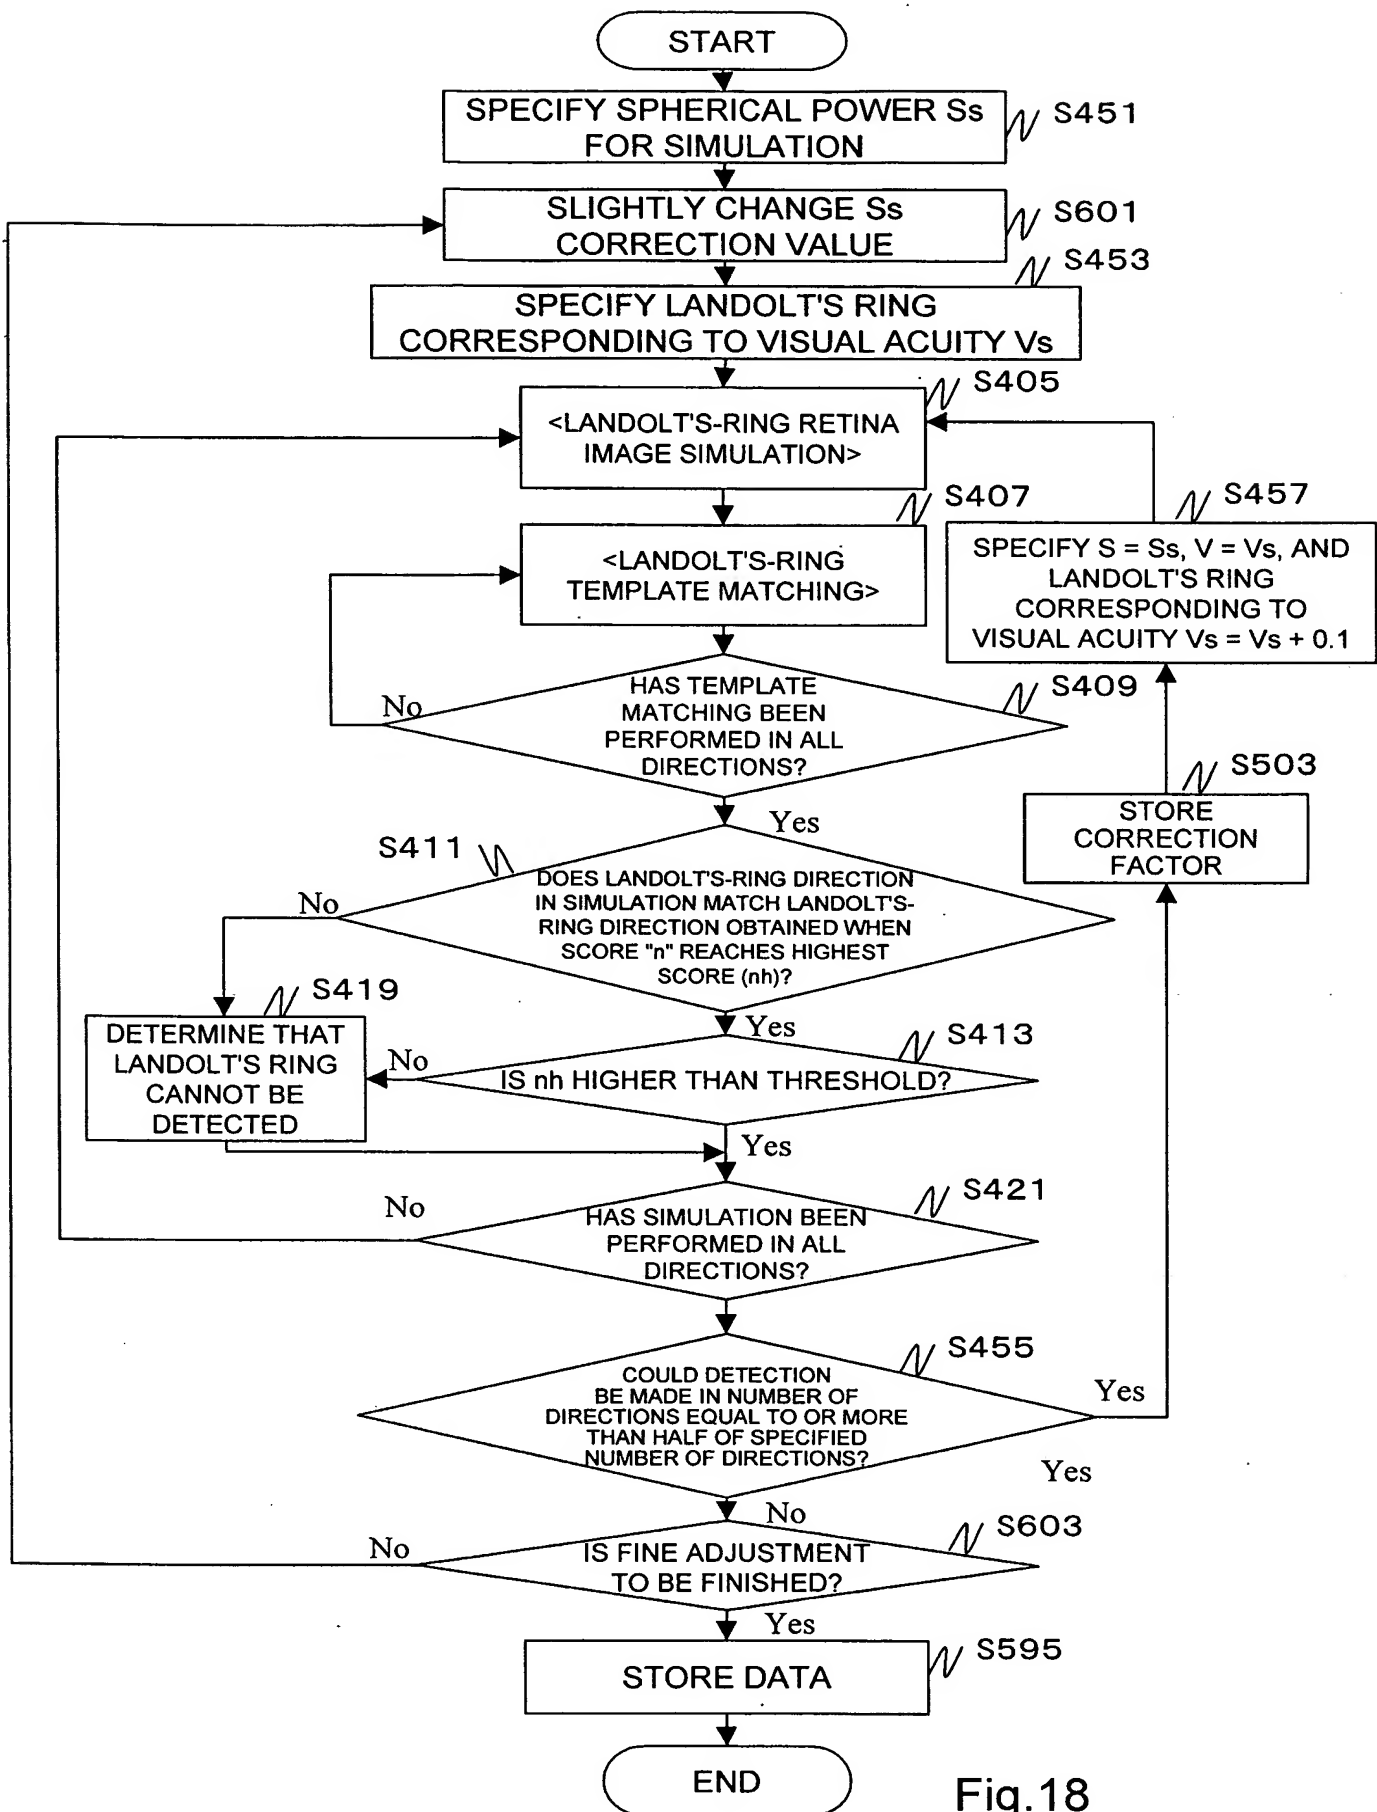 START
SPECIFY SPHERICAL POWER Ss
FOR SIMULATION
S451
SLIGHTLY CHANGE Ss
CORRECTION VALUE
S601
S453
SPECIFY LANDOLT'S RING
CORRESPONDING TO VISUAL ACUITY Vs
S405
<LANDOLT'S-RING RETINA
IMAGE SIMULATION>
S407
<LANDOLT'S-RING
TEMPLATE MATCHING>
S457
SPECIFY S = Ss, V = Vs, AND
LANDOLT'S RING
CORRESPONDING TO
VISUAL ACUITY Vs = Vs + 0.1
No
HAS TEMPLATE
MATCHING BEEN
PERFORMED IN ALL
DIRECTIONS?
S409
S503
STORE
CORRECTION
FACTOR
Yes
S411
DOES LANDOLT'S-RING DIRECTION
IN SIMULATION MATCH LANDOLT'S-
RING DIRECTION OBTAINED WHEN
SCORE "n" REACHES HIGHEST
SCORE (nh)?
No
S419
DETERMINE THAT
LANDOLT'S RING
CANNOT BE
DETECTED
Yes
S413
No
IS nh HIGHER THAN THRESHOLD?
Yes
S421
No
HAS SIMULATION BEEN
PERFORMED IN ALL
DIRECTIONS?
S455
COULD DETECTION
BE MADE IN NUMBER OF
DIRECTIONS EQUAL TO OR MORE
THAN HALF OF SPECIFIED
NUMBER OF DIRECTIONS?
Yes
Yes
No
S603
No
IS FINE ADJUSTMENT
TO BE FINISHED?
Yes
S595
STORE DATA
END
Fig.18